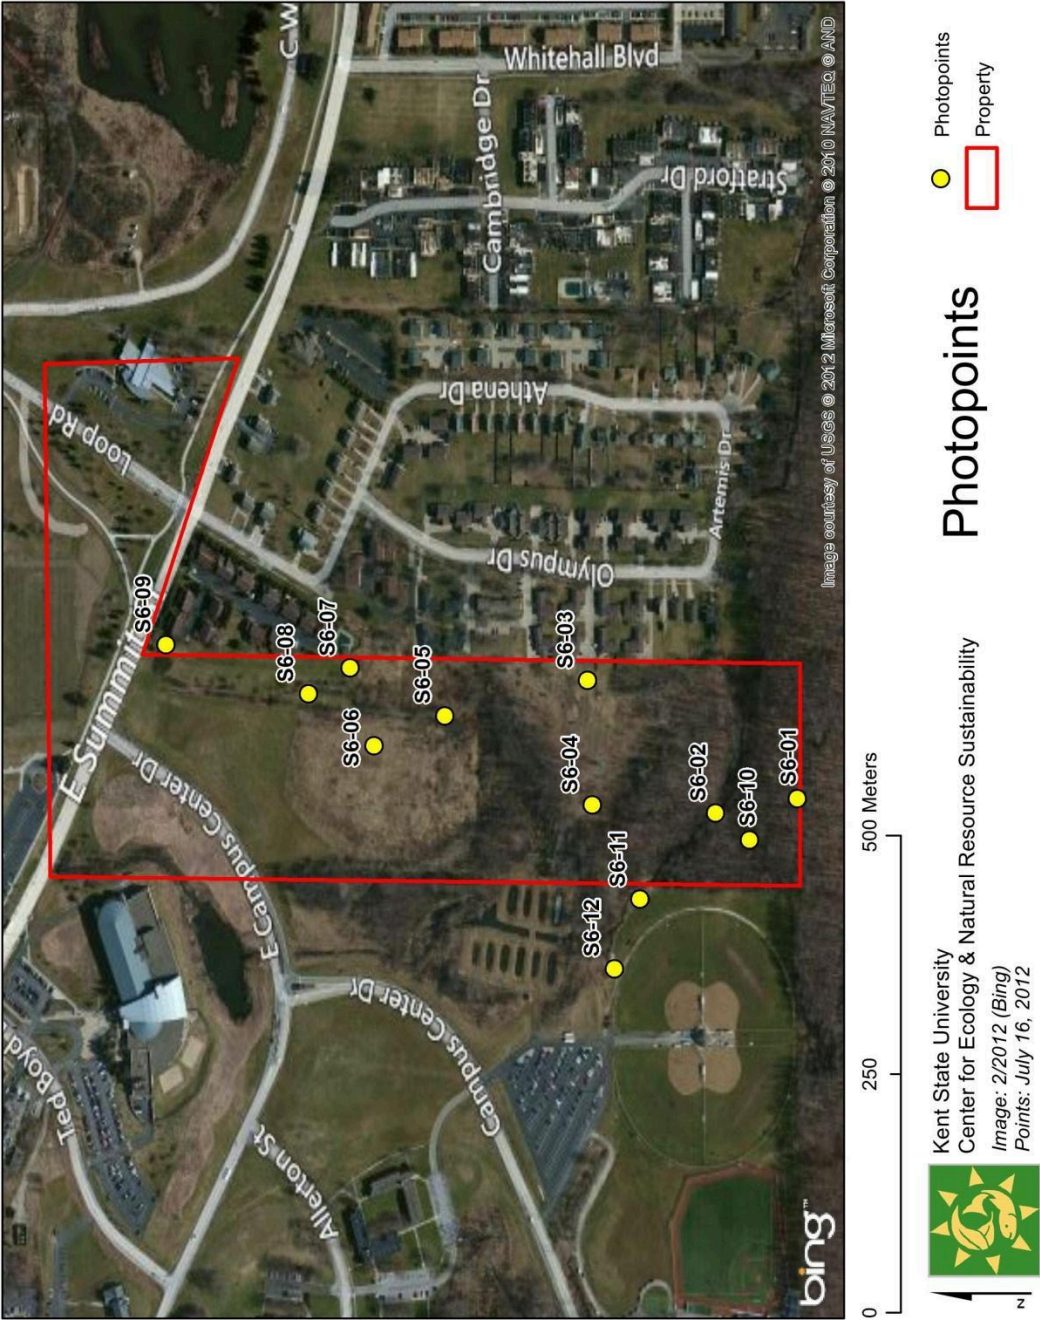 Ted Boyd
E Summit
C W
Loop Rd
E Campus Center Dr
Allerton St
Campus Center Dr
Whitehall Blvd
Cambridge Dr
Stratford Dr
Athena Dr
Olympus Dr
Artemis Dr
S6-09
S6-08
S6-07
S6-06
S6-05
S6-03
S6-04
S6-12
S6-11
S6-02
S6-10
S6-01
bing™
Image courtesy of USGS © 2012 Microsoft Corporation © 2010 NAVTEQ © AND
0 250 500 Meters
N
Kent State University
Center for Ecology & Natural Resource Sustainability
Image: 2/2012 (Bing)
Points: July 16, 2012
Photopoints
Photopoints
Property